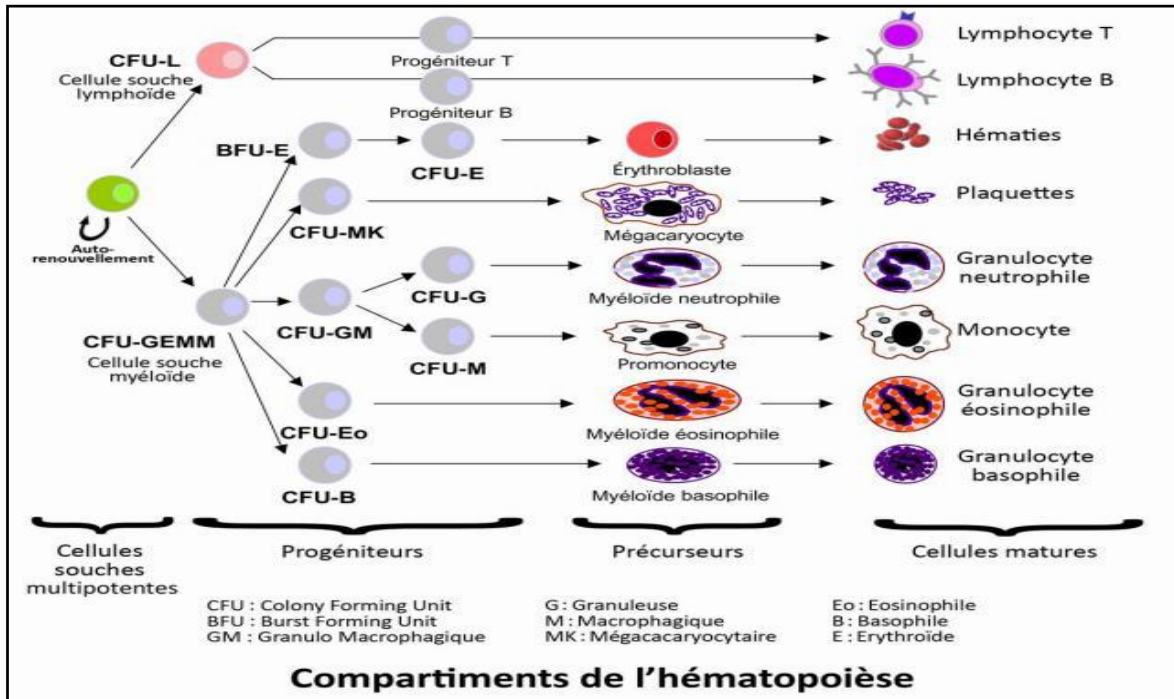 CFU-L
Cellule souche
lymphoïde
Progéniteur T
Lymphocyte T
Progéniteur B
Lymphocyte B
BFU-E
CFU-E
Érythroblaste
Hématies
Auto-
renouvellement
CFU-MK
Mégacaryocyte
Plaquettes
CFU-GEMM
Cellule souche
myéloïde
CFU-GM
CFU-G
Myéloïde neutrophile
Granulocyte
neutrophile
CFU-M
Promonocyte
Monocyte
CFU-Eo
Myéloïde éosinophile
Granulocyte
éosinophile
CFU-B
Myéloïde basophile
Granulocyte
basophile
Cellules
souches
multipotentes
Progéniteurs
Précurseurs
Cellules matures
CFU : Colony Forming Unit
BFU : Burst Forming Unit
GM : Granulo Macrophagique
G : Granuleuse
M : Macrophagique
MK : Mégacacaryocytaire
Eo : Eosinophile
B : Basophile
E : Erythroïde
Compartiments de l'hématopoièse